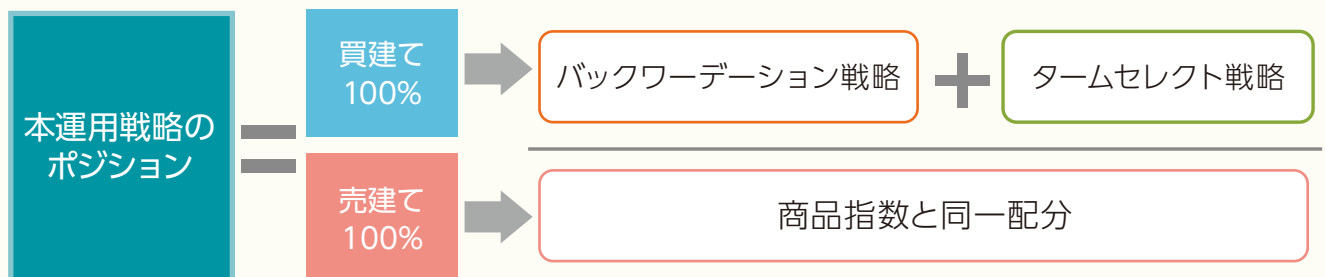 本運用戦略の
ポジション
買建て
100%
バックワーデーション戦略
タームセレクト戦略
売建て
100%
商品指数と同一配分